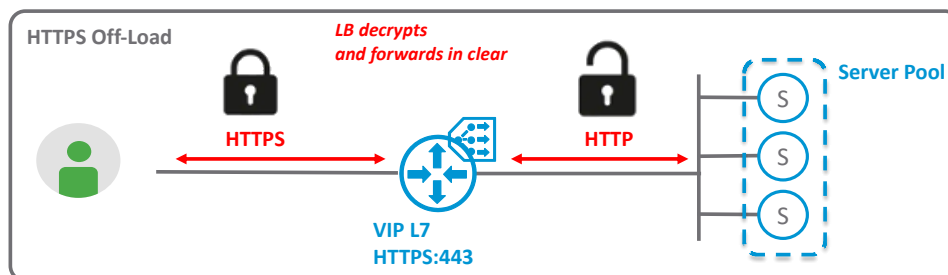 HTTPS Off-Load
LB decrypts
and forwards in clear
Server Pool
HTTPS
HTTP
S
S
S
VIP L7
HTTPS:443